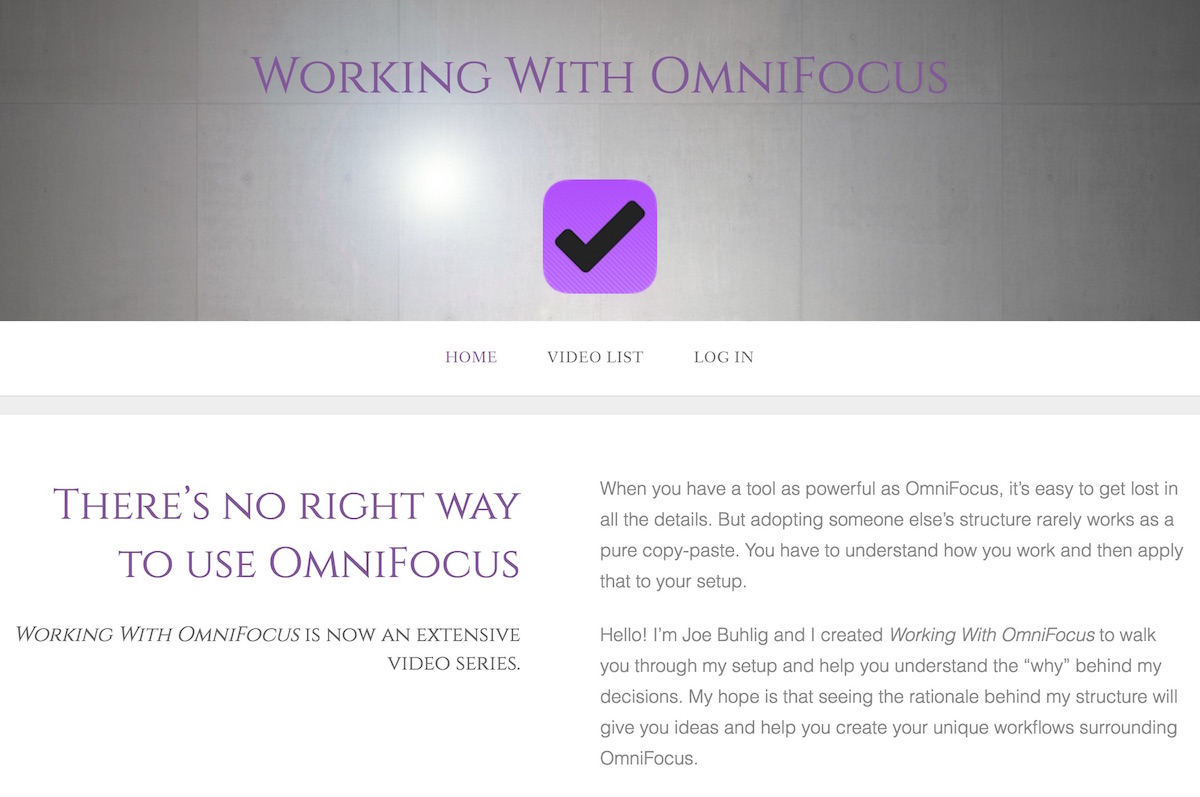 Working With OmniFocus
HOME
VIDEO LIST
LOG IN
There’s no right way
to use OmniFocus
Working With OmniFocus is now an extensive
video series.
When you have a tool as powerful as OmniFocus, it’s easy to get lost in
all the details. But adopting someone else’s structure rarely works as a
pure copy-paste. You have to understand how you work and then apply
that to your setup.
Hello! I’m Joe Buhlig and I created Working With OmniFocus to walk
you through my setup and help you understand the “why” behind my
decisions. My hope is that seeing the rationale behind my structure will
give you ideas and help you create your unique workflows surrounding
OmniFocus.